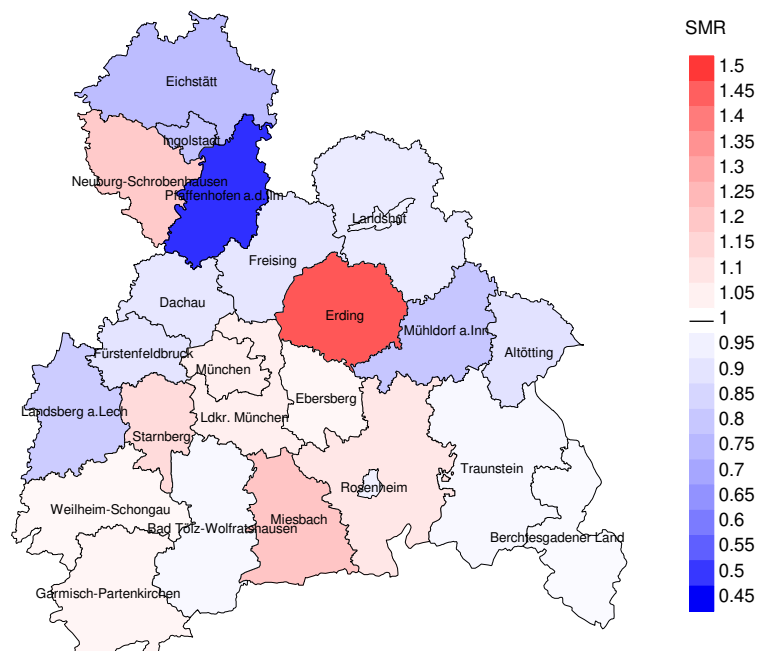 SMR
1.5
1.45
1.4
1.35
1.3
1.25
1.2
1.15
1.1
1.05
1
0.95
0.9
0.85
0.8
0.75
0.7
0.65
0.6
0.55
0.5
0.45
Eichstätt
Ingolstadt
Neuburg-Schrobenhausen
Pfaffenhofen a.d.Ilm
Landshut
Freising
Dachau
Erding
Mühldorf a.Inn
Altötting
Fürstenfeldbruck
München
Landsberg a.Lech
Ebersberg
Starnberg
Ldkr. München
Traunstein
Rosenheim
Weilheim-Schongau
Miesbach
Bad Tölz-Wolfratshausen
Berchtesgadener Land
Garmisch-Partenkirchen